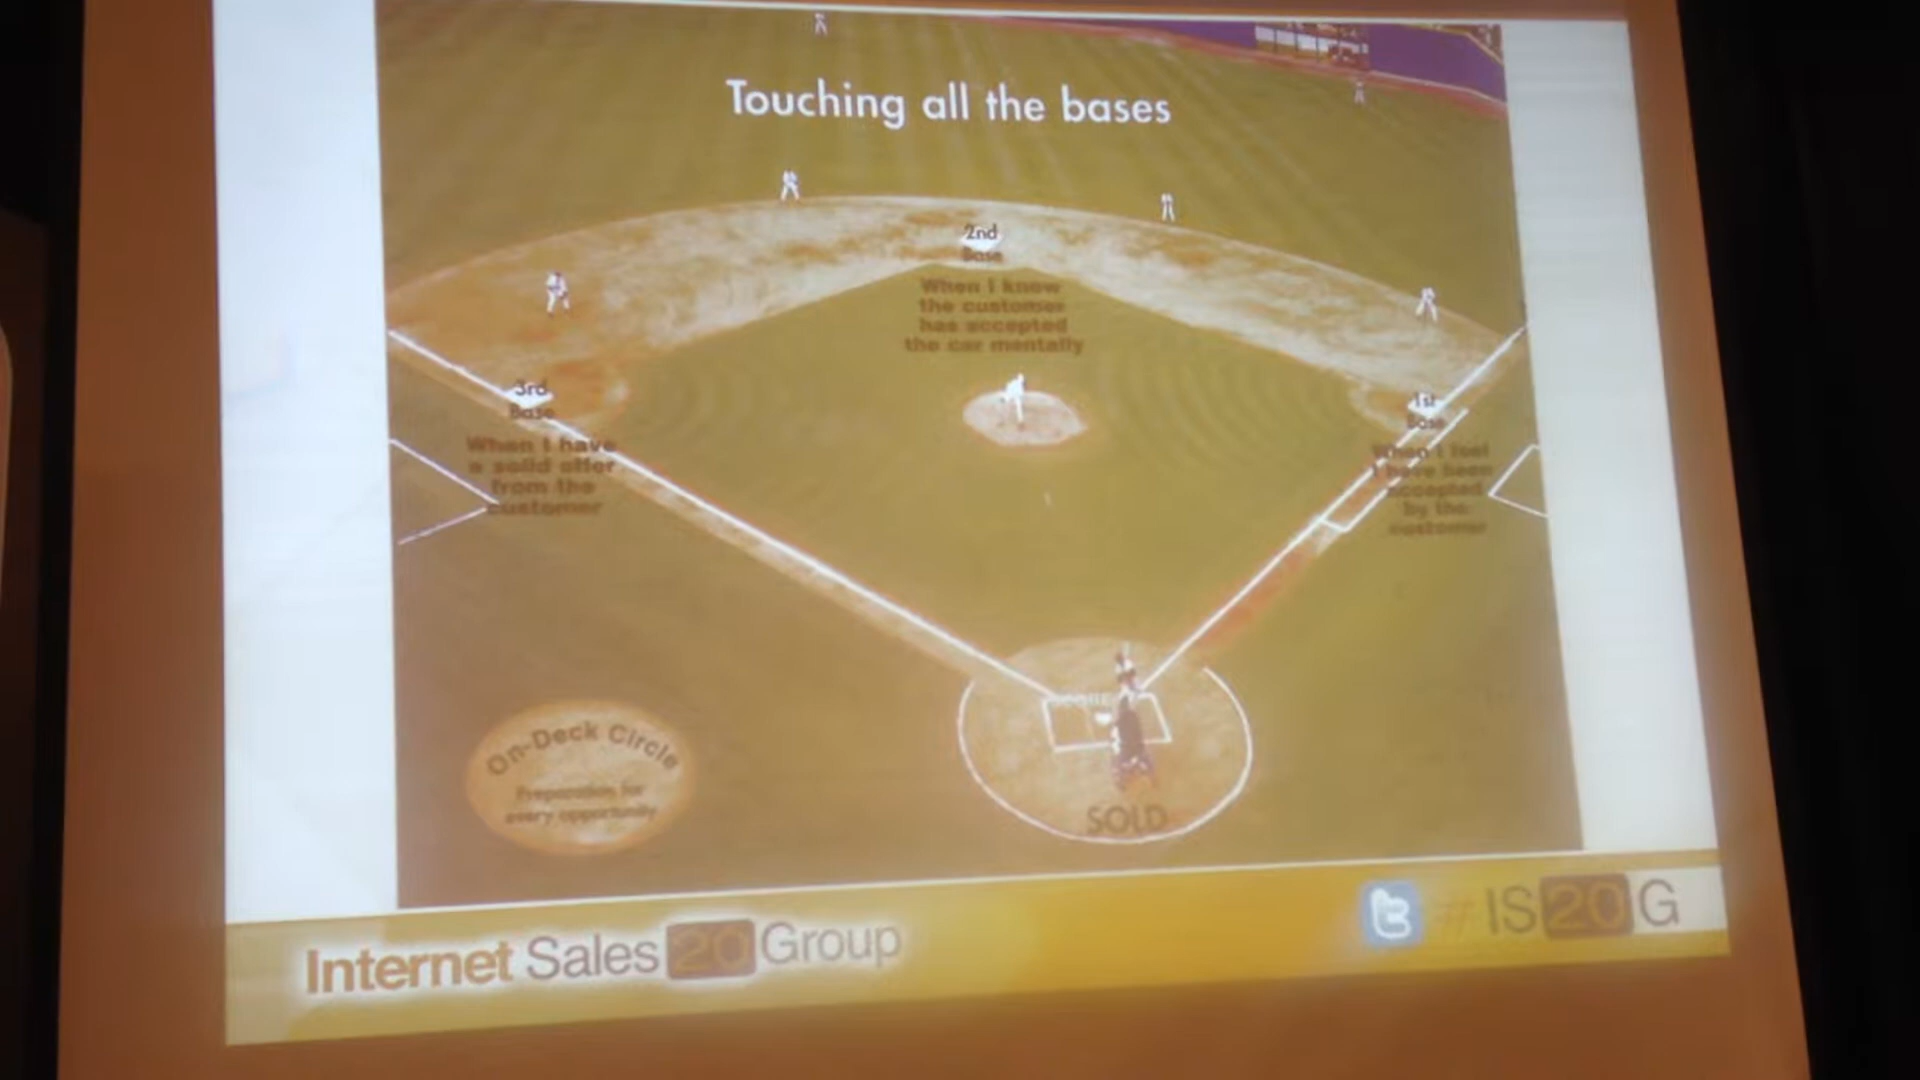 Touching all the bases
2nd
Base
When I know
the customer
has accepted
the car mentally
3rd
Base
When I have
a solid offer
from the
customer
1st
Base
When I feel
I have been
accepted
by the
customer
On-Deck Circle
Preparation for
every opportunity
SOLD
Internet Sales 20 Group
# IS20G